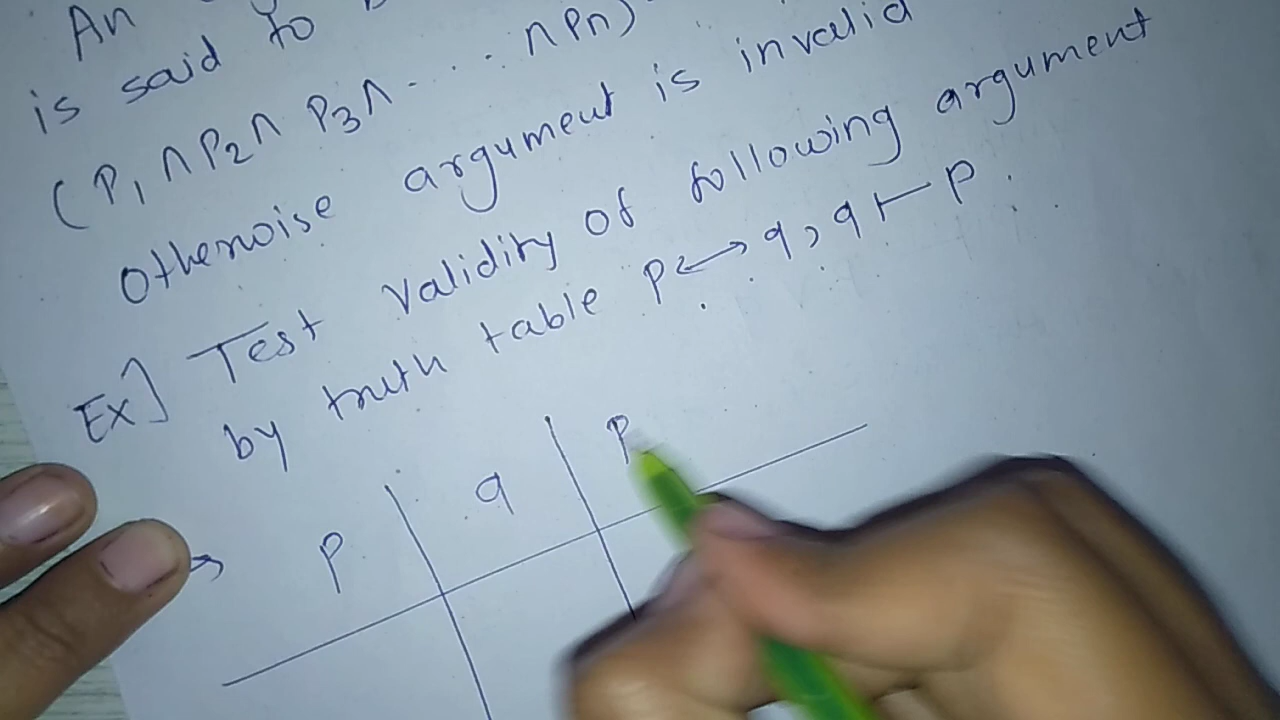 An
is said to
(P1 ∧ P2 ∧ P3 ∧ .... ∧ Pn)
Otherwise argument is invalid
Ex] Test validity of following argument
by truth table p ↔ q, q ⊢ p.
→ p q p